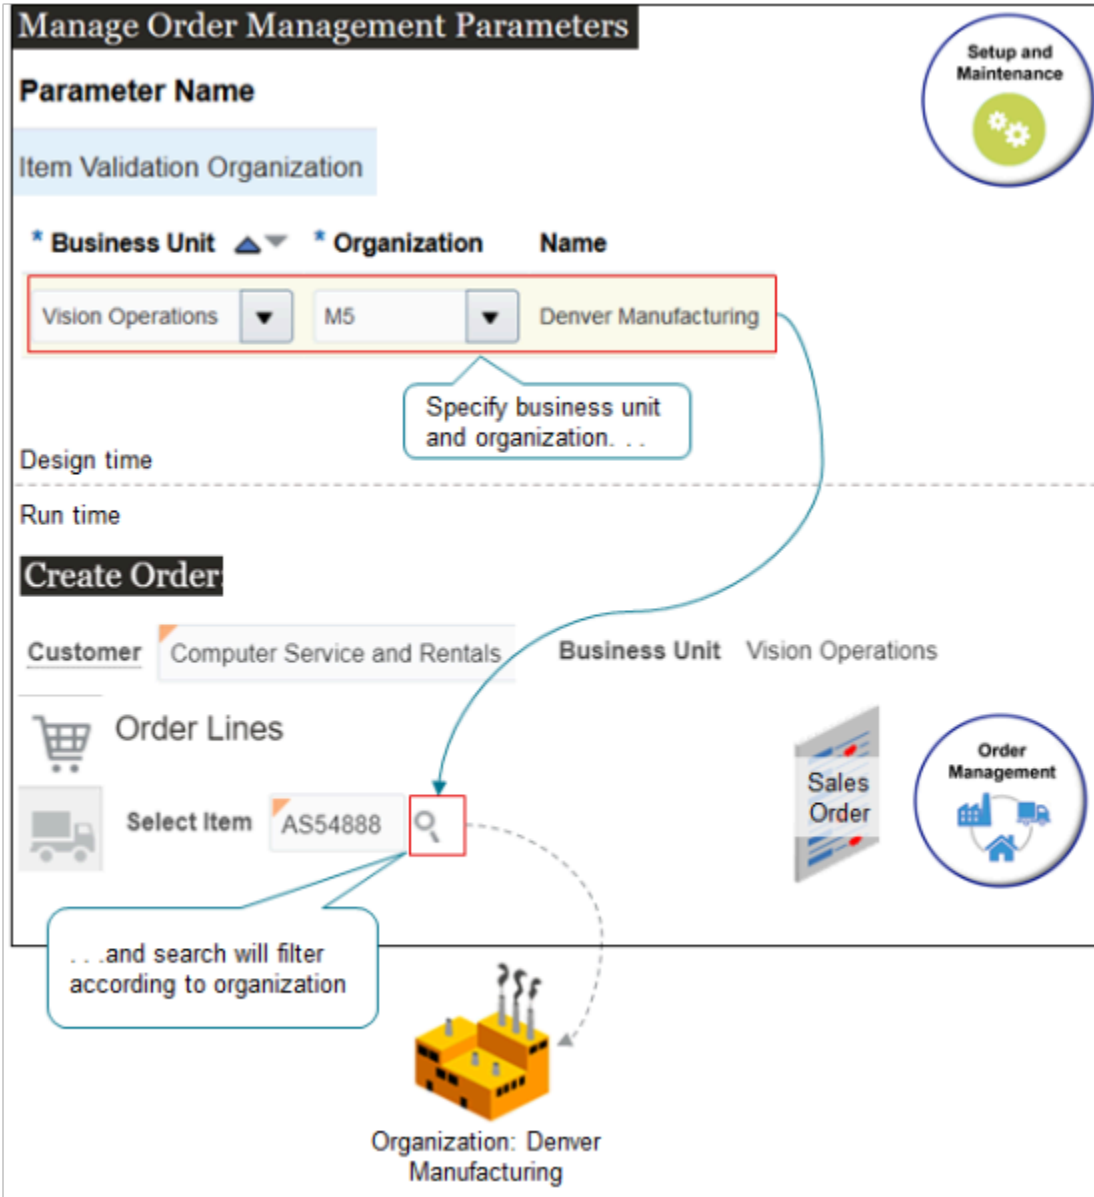 Manage Order Management Parameters
Setup and
Maintenance
Parameter Name
Item Validation Organization
* Business Unit * Organization Name
Vision Operations M5 Denver Manufacturing
Specify business unit
and organization. . .
Design time
Run time
Create Order:
Customer Computer Service and Rentals Business Unit Vision Operations
Order Lines
Select Item AS54888
Sales
Order
Order
Management
. . .and search will filter
according to organization
Organization: Denver
Manufacturing